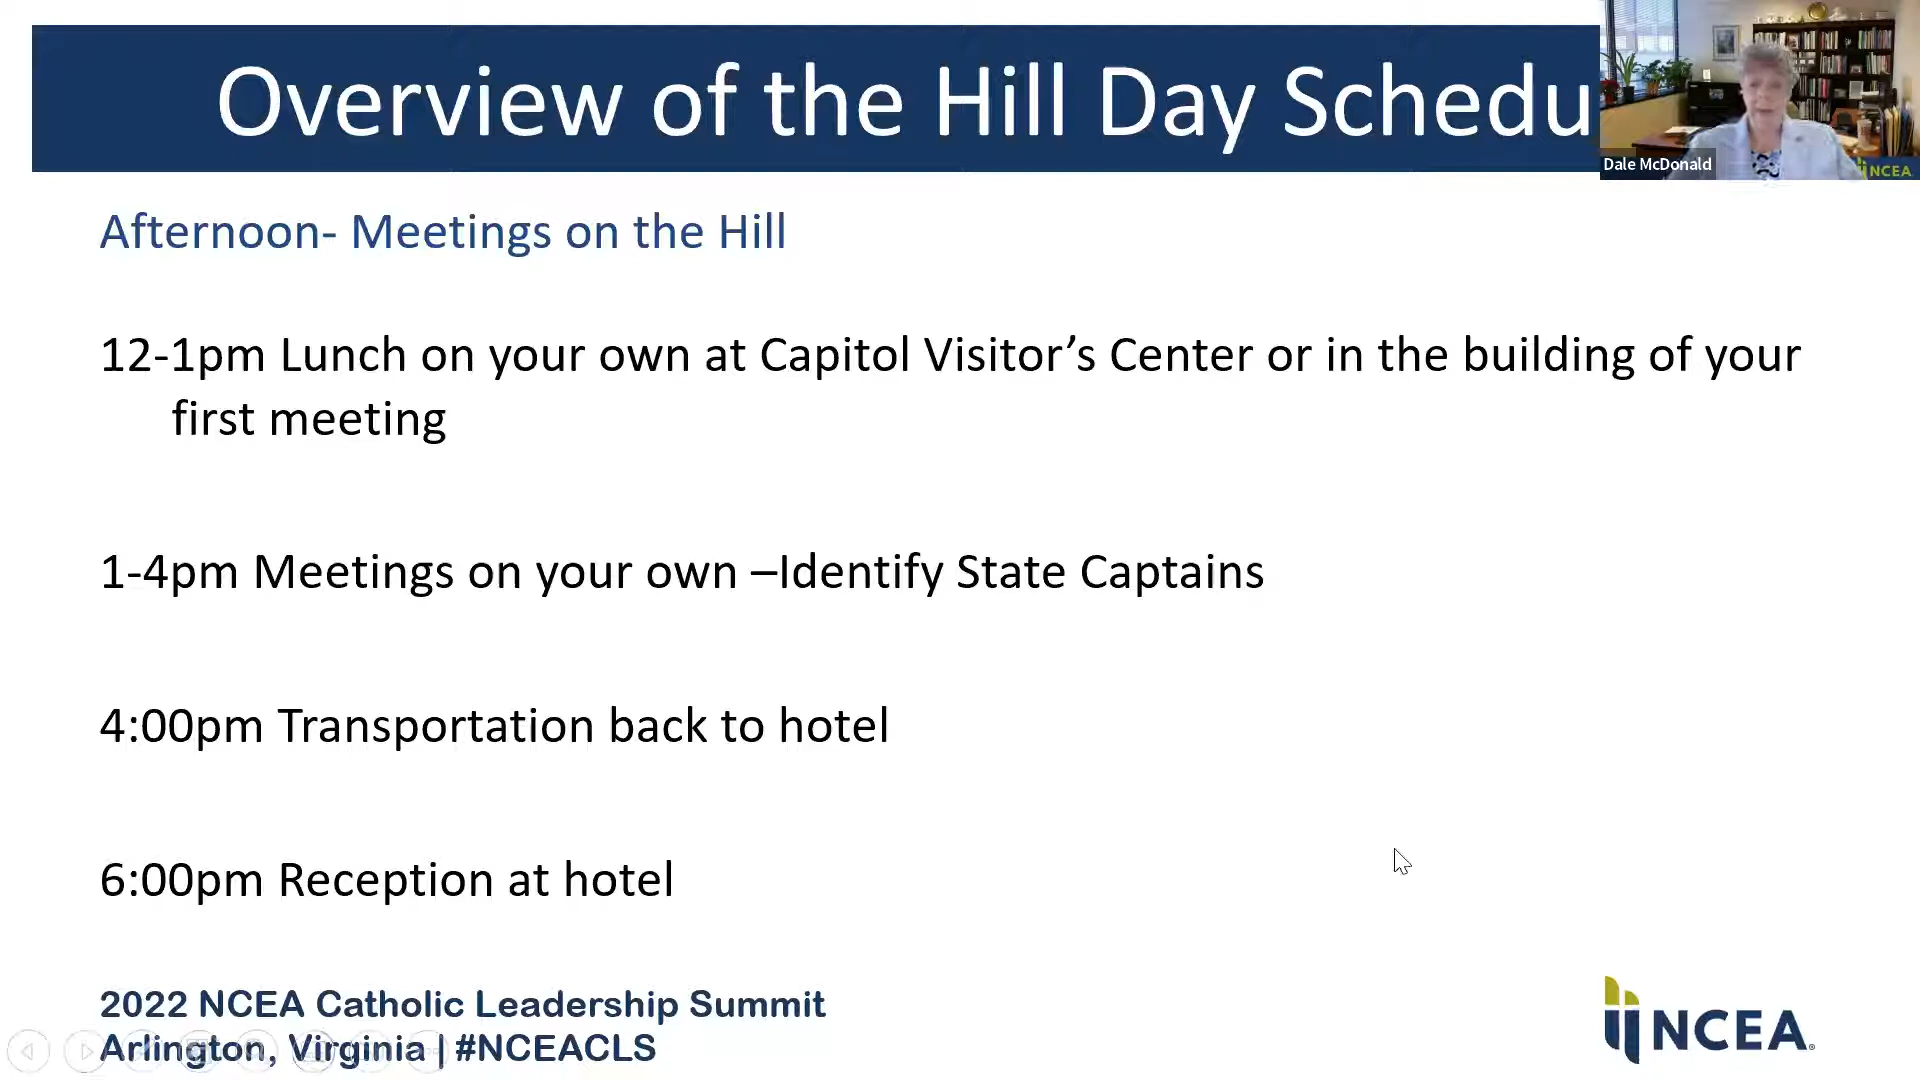 Overview of the Hill Day Schedu
Dale McDonald
NCEA
Afternoon- Meetings on the Hill
12-1pm Lunch on your own at Capitol Visitor’s Center or in the building of your
first meeting
1-4pm Meetings on your own –Identify State Captains
4:00pm Transportation back to hotel
6:00pm Reception at hotel
2022 NCEA Catholic Leadership Summit
Arlington, Virginia | #NCEACLS
NCEA®